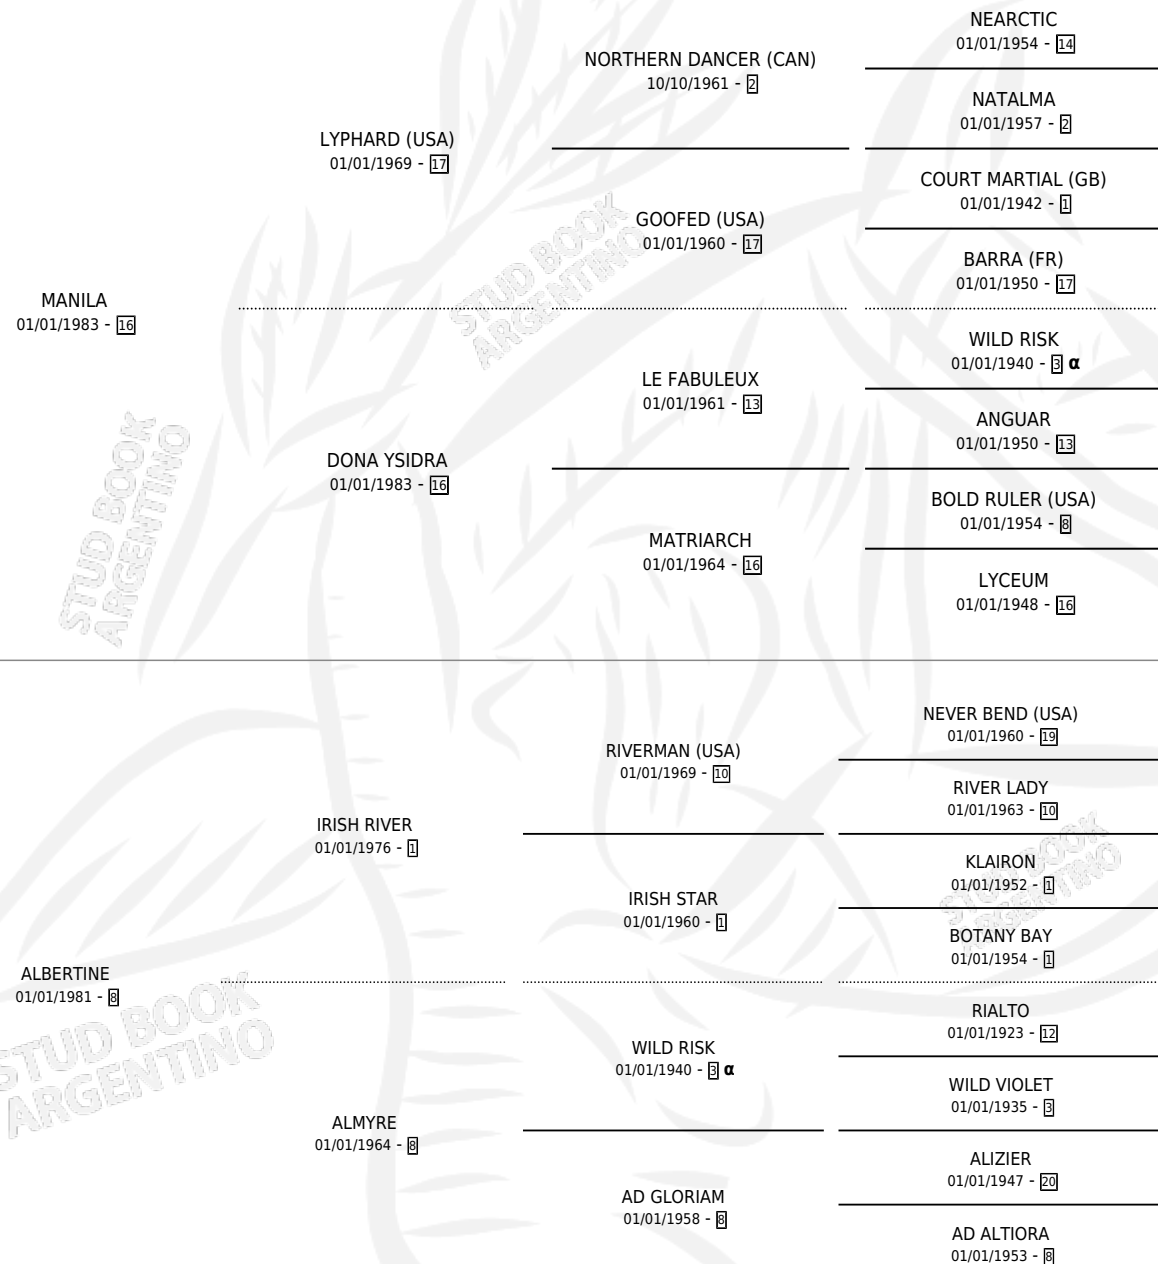 NEARCTIC
01/01/1954 - 14
NORTHERN DANCER (CAN)
10/10/1961 - 2
NATALMA
01/01/1957 - 2
LYPHARD (USA)
01/01/1969 - 17
COURT MARTIAL (GB)
01/01/1942 - 1
GOOFED (USA)
01/01/1960 - 17
BARRA (FR)
01/01/1950 - 17
STUD BOOK
ARGENTINO
MANILA
01/01/1983 - 16
WILD RISK
01/01/1940 - 3 α
LE FABULEUX
01/01/1961 - 13
ANGUAR
01/01/1950 - 13
DONA YSIDRA
01/01/1983 - 16
BOLD RULER (USA)
01/01/1954 - 8
MATRIARCH
01/01/1964 - 16
LYCEUM
01/01/1948 - 16
STUD BOOK
ARGENTINO
NEVER BEND (USA)
01/01/1960 - 19
RIVERMAN (USA)
01/01/1969 - 10
RIVER LADY
01/01/1963 - 10
IRISH RIVER
01/01/1976 - 1
KLAIRON
01/01/1952 - 1
IRISH STAR
01/01/1960 - 1
BOTANY BAY
01/01/1954 - 1
STUD BOOK
ARGENTINO
ALBERTINE
01/01/1981 - 8
RIALTO
01/01/1923 - 12
WILD RISK
01/01/1940 - 3 α
WILD VIOLET
01/01/1935 - 3
STUD BOOK
ARGENTINO
ALMYRE
01/01/1964 - 8
ALIZIER
01/01/1947 - 20
AD GLORIAM
01/01/1958 - 8
AD ALTIORA
01/01/1953 - 8